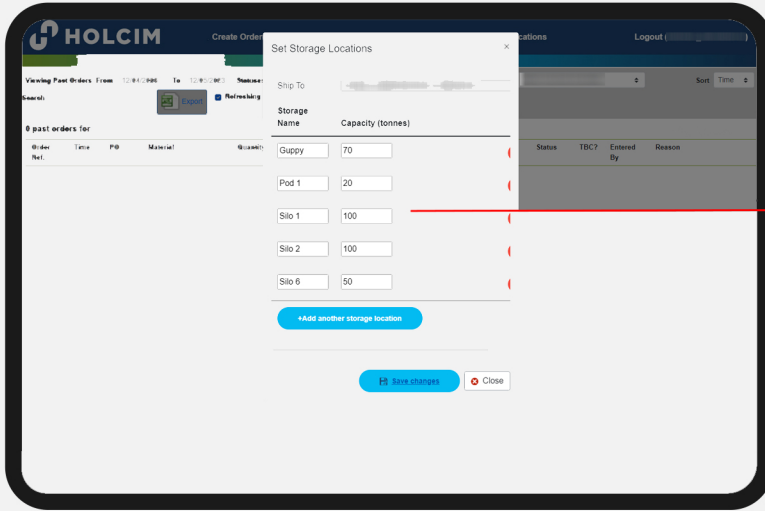 HOLCIM
Create Order
cations
Logout (
)
Set Storage Locations
×
Viewing Past Orders From To Statuses
Sort Time
Search
Export
Refreshing
0 past orders for
Order Ref. Time PO Material Quantity Status TBC? Entered By Reason
Ship To
Storage Name Capacity (tonnes)
Guppy 70
Pod 1 20
Silo 1 100
Silo 2 100
Silo 6 50
+Add another storage location
Save changes
Close